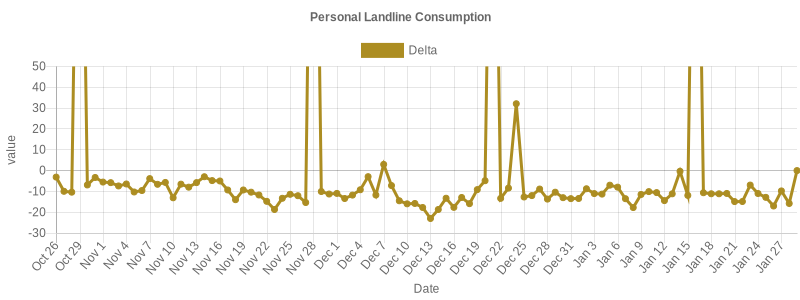 Personal Landline Consumption
Delta
value
50
40
30
20
10
0
-10
-20
-30
Oct 26
Oct 29
Nov 1
Nov 4
Nov 7
Nov 10
Nov 13
Nov 16
Nov 19
Nov 22
Nov 25
Nov 28
Dec 1
Dec 4
Dec 7
Dec 10
Dec 13
Dec 16
Dec 19
Dec 22
Dec 25
Dec 28
Dec 31
Jan 3
Jan 6
Jan 9
Jan 12
Jan 15
Jan 18
Jan 21
Jan 24
Jan 27
Date